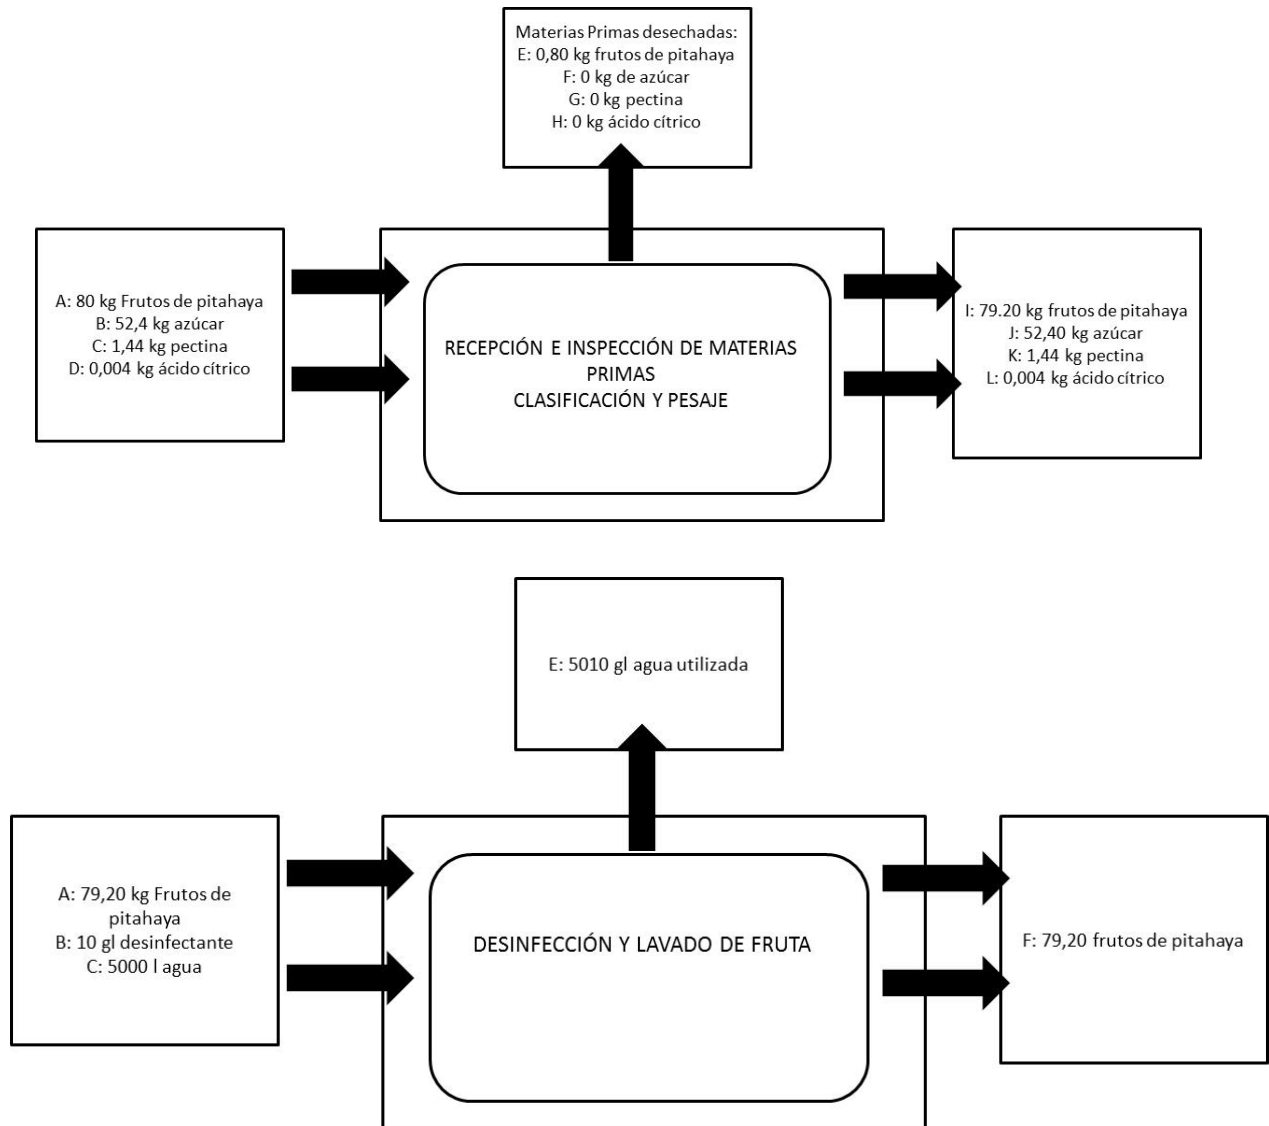 Materias Primas desechadas:
E: 0,80 kg frutos de pitahaya
F: 0 kg de azúcar
G: 0 kg pectina
H: 0 kg ácido cítrico
A: 80 kg Frutos de pitahaya
B: 52,4 kg azúcar
C: 1,44 kg pectina
D: 0,004 kg ácido cítrico
RECEPCIÓN E INSPECCIÓN DE MATERIAS
PRIMAS
CLASIFICACIÓN Y PESAJE
I: 79.20 kg frutos de pitahaya
J: 52,40 kg azúcar
K: 1,44 kg pectina
L: 0,004 kg ácido cítrico
E: 5010 gl agua utilizada
A: 79,20 kg Frutos de
pitahaya
B: 10 gl desinfectante
C: 5000 l agua
DESINFECCIÓN Y LAVADO DE FRUTA
F: 79,20 frutos de pitahaya